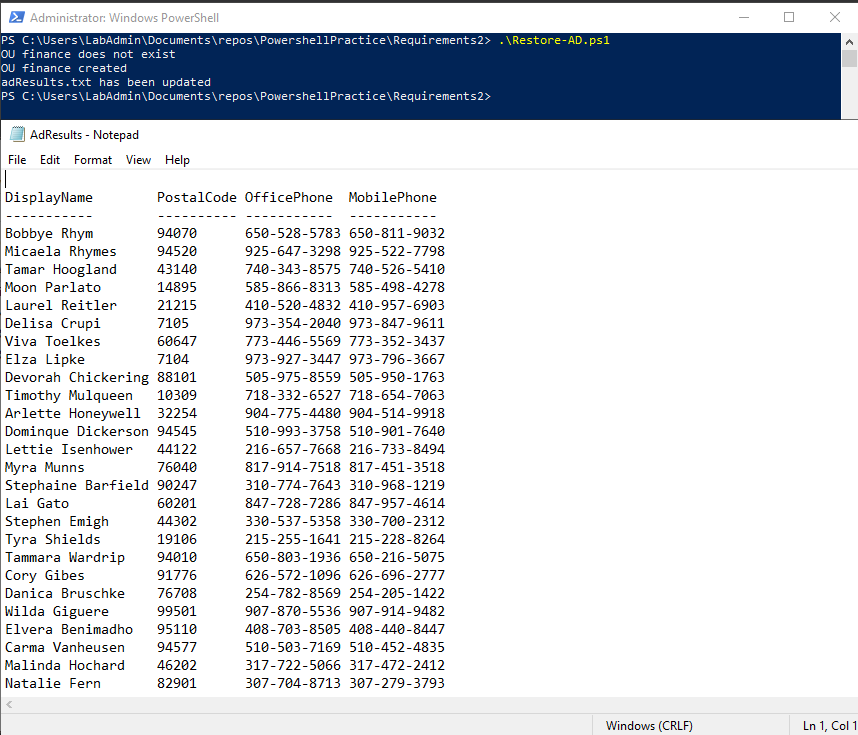 Administrator: Windows PowerShell
PS C:\Users\LabAdmin\Documents\repos\PowershellPractice\Requirements2> .\Restore-AD.ps1
OU finance does not exist
OU finance created
adResults.txt has been updated
PS C:\Users\LabAdmin\Documents\repos\PowershellPractice\Requirements2>
AdResults - Notepad
File Edit Format View Help
DisplayName PostalCode OfficePhone MobilePhone
----------- ---------- ----------- -----------
Bobbye Rhym 94070 650-528-5783 650-811-9032
Micaela Rhymes 94520 925-647-3298 925-522-7798
Tamar Hoogland 43140 740-343-8575 740-526-5410
Moon Parlato 14895 585-866-8313 585-498-4278
Laurel Reitler 21215 410-520-4832 410-957-6903
Delisa Crupi 7105 973-354-2040 973-847-9611
Viva Toelkes 60647 773-446-5569 773-352-3437
Elza Lipke 7104 973-927-3447 973-796-3667
Devorah Chickering 88101 505-975-8559 505-950-1763
Timothy Mulqueen 10309 718-332-6527 718-654-7063
Arlette Honeywell 32254 904-775-4480 904-514-9918
Dominque Dickerson 94545 510-993-3758 510-901-7640
Lettie Isenhower 44122 216-657-7668 216-733-8494
Myra Munns 76040 817-914-7518 817-451-3518
Stephaine Barfield 90247 310-774-7643 310-968-1219
Lai Gato 60201 847-728-7286 847-957-4614
Stephen Emigh 44302 330-537-5358 330-700-2312
Tyra Shields 19106 215-255-1641 215-228-8264
Tammara Wardrip 94010 650-803-1936 650-216-5075
Cory Gibes 91776 626-572-1096 626-696-2777
Danica Bruschke 76708 254-782-8569 254-205-1422
Wilda Giguere 99501 907-870-5536 907-914-9482
Elvera Benimadho 95110 408-703-8505 408-440-8447
Carma Vanheusen 94577 510-503-7169 510-452-4835
Malinda Hochard 46202 317-722-5066 317-472-2412
Natalie Fern 82901 307-704-8713 307-279-3793
Windows (CRLF) Ln 1, Col 1